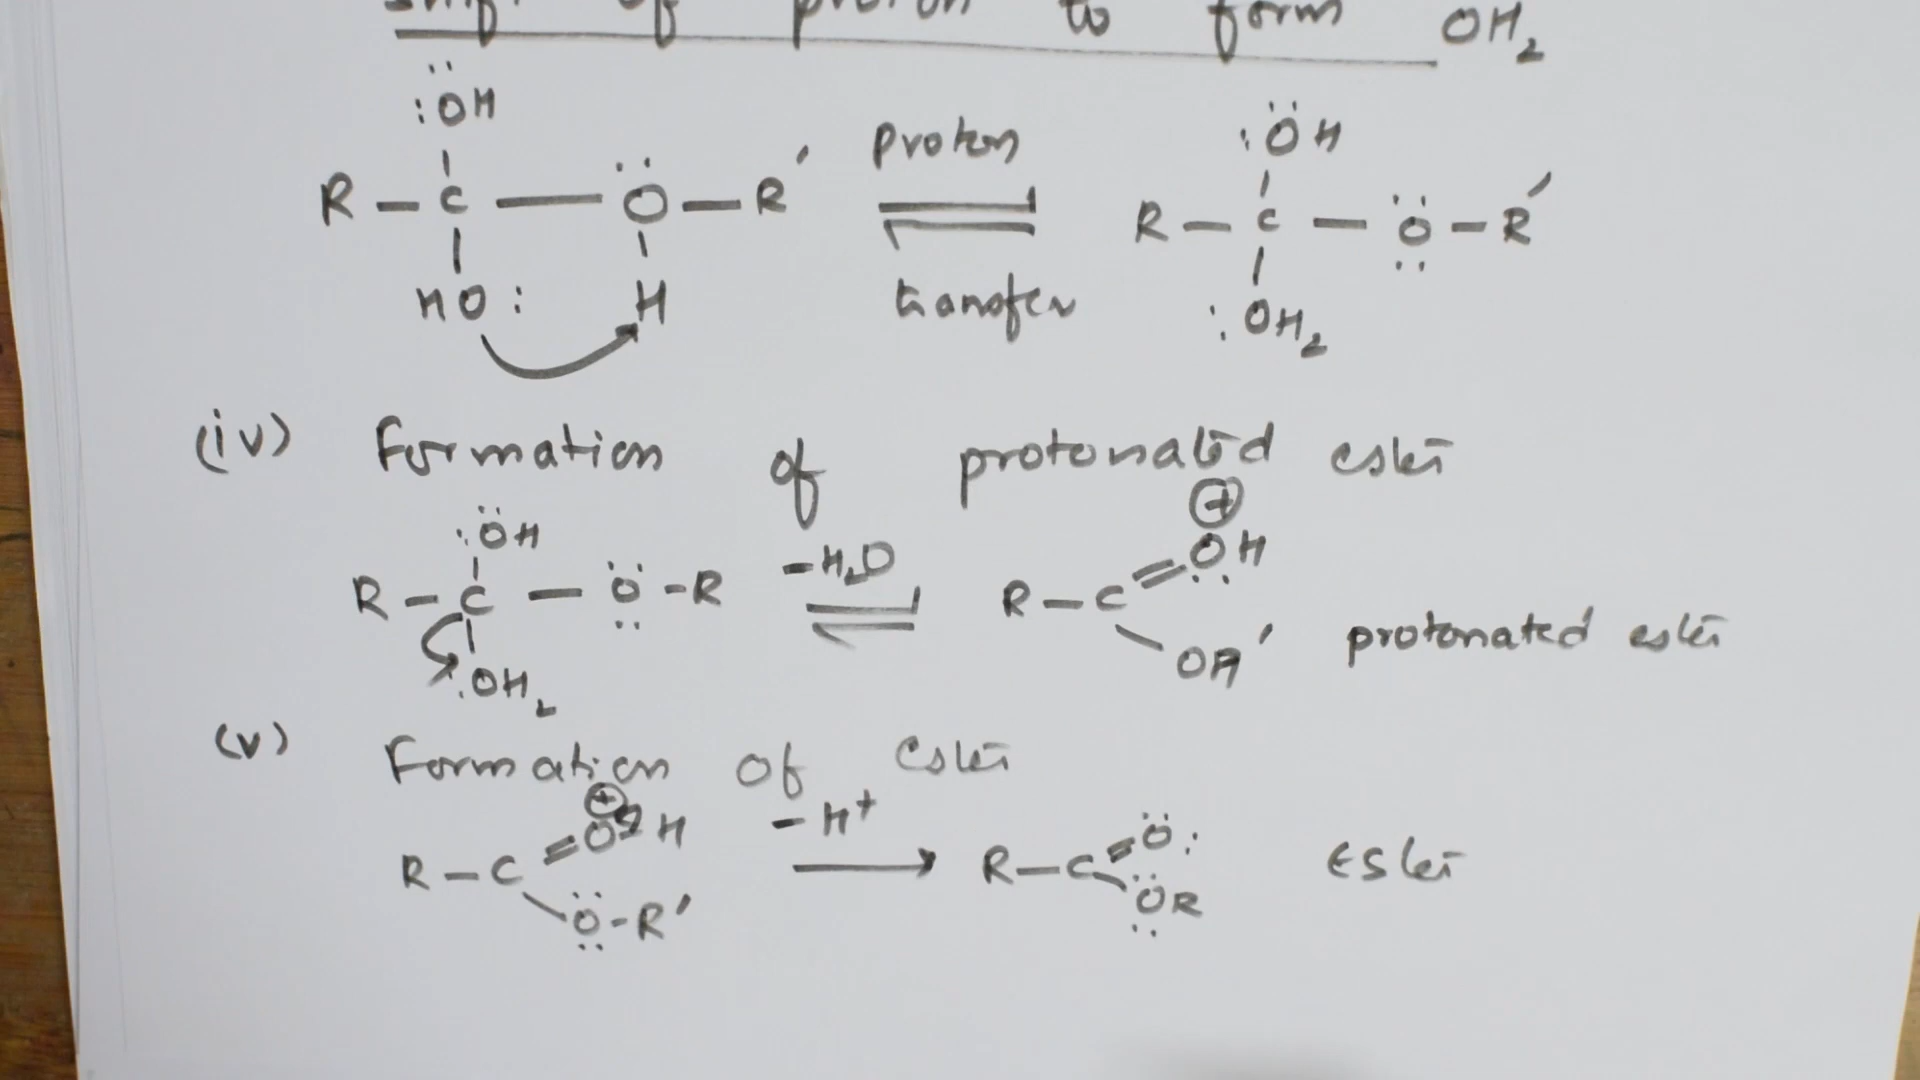 shift of proton to form OH₂
:ÖH
R – C — Ö – R′ proton ⇌ transfer
HO: H
:ÖH
R – C – Ö – R′
:OH₂
(iv) Formation of protonated ester
:ÖH
R – C – Ö – R –H₂O ⇌
:OH₂
⊕
R – C = ÖH
OR′ protonated ester
(v) Formation of ester
⊕
R – C = O H –H⁺ → R – C = Ö: Ester
Ö – R′ ÖR